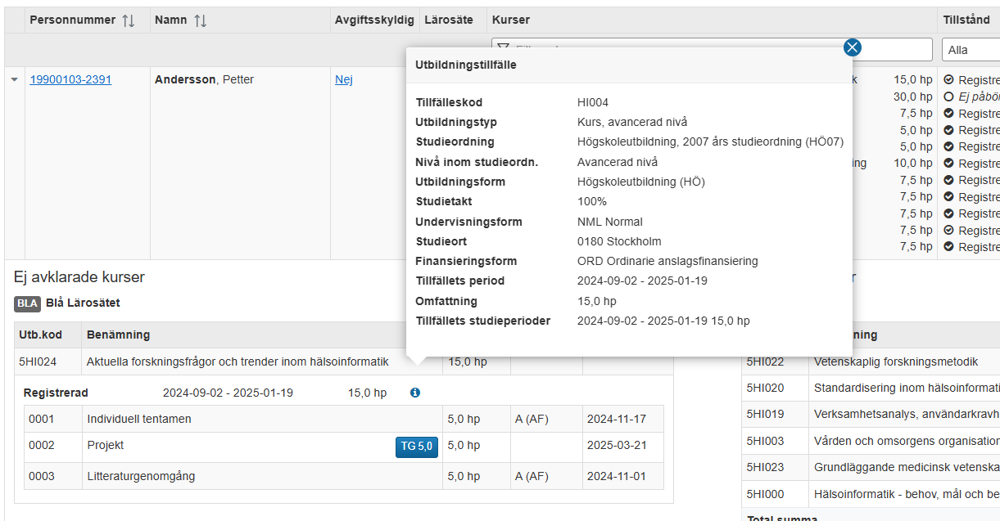 Personnummer Namn Avgiftsskyldig Lärosäte Kurser Tillstånd
Alla
19900103-2391 Andersson, Petter Nej
Utbildningstillfälle
Tillfälleskod HI004
Utbildningstyp Kurs, avancerad nivå
Studieordning Högskoleutbildning, 2007 års studieordning (HÖ07)
Nivå inom studieordn. Avancerad nivå
Utbildningsform Högskoleutbildning (HÖ)
Studietakt 100%
Undervisningsform NML Normal
Studieort 0180 Stockholm
Finansieringsform ORD Ordinarie anslagsfinansiering
Tillfällets period 2024-09-02 - 2025-01-19
Omfattning 15,0 hp
Tillfällets studieperioder 2024-09-02 - 2025-01-19 15,0 hp
k 15,0 hp Registre
30,0 hp Ej påbör
7,5 hp Registre
5,0 hp Registre
5,0 hp Registre
ing 10,0 hp Registre
7,5 hp Registre
7,5 hp Registre
7,5 hp Registre
7,5 hp Registre
7,5 hp Registre
Ej avklarade kurser
BLA Blå Lärosätet
Utb.kod Benämning
5HI024 Aktuella forskningsfrågor och trender inom hälsoinformatik 15,0 hp
Registrerad 2024-09-02 - 2025-01-19 15,0 hp
0001 Individuell tentamen 5,0 hp A (AF) 2024-11-17
0002 Projekt TG 5,0 5,0 hp 2025-03-21
0003 Litteraturgenomgång 5,0 hp A (AF) 2024-11-01
r
ning
5HI022 Vetenskaplig forskningsmetodik
5HI020 Standardisering inom hälsoinformati
5HI019 Verksamhetsanalys, användarkravh
5HI003 Vården och omsorgens organisation
5HI023 Grundläggande medicinsk vetenska
5HI000 Hälsoinformatik - behov, mål och be
Total summa